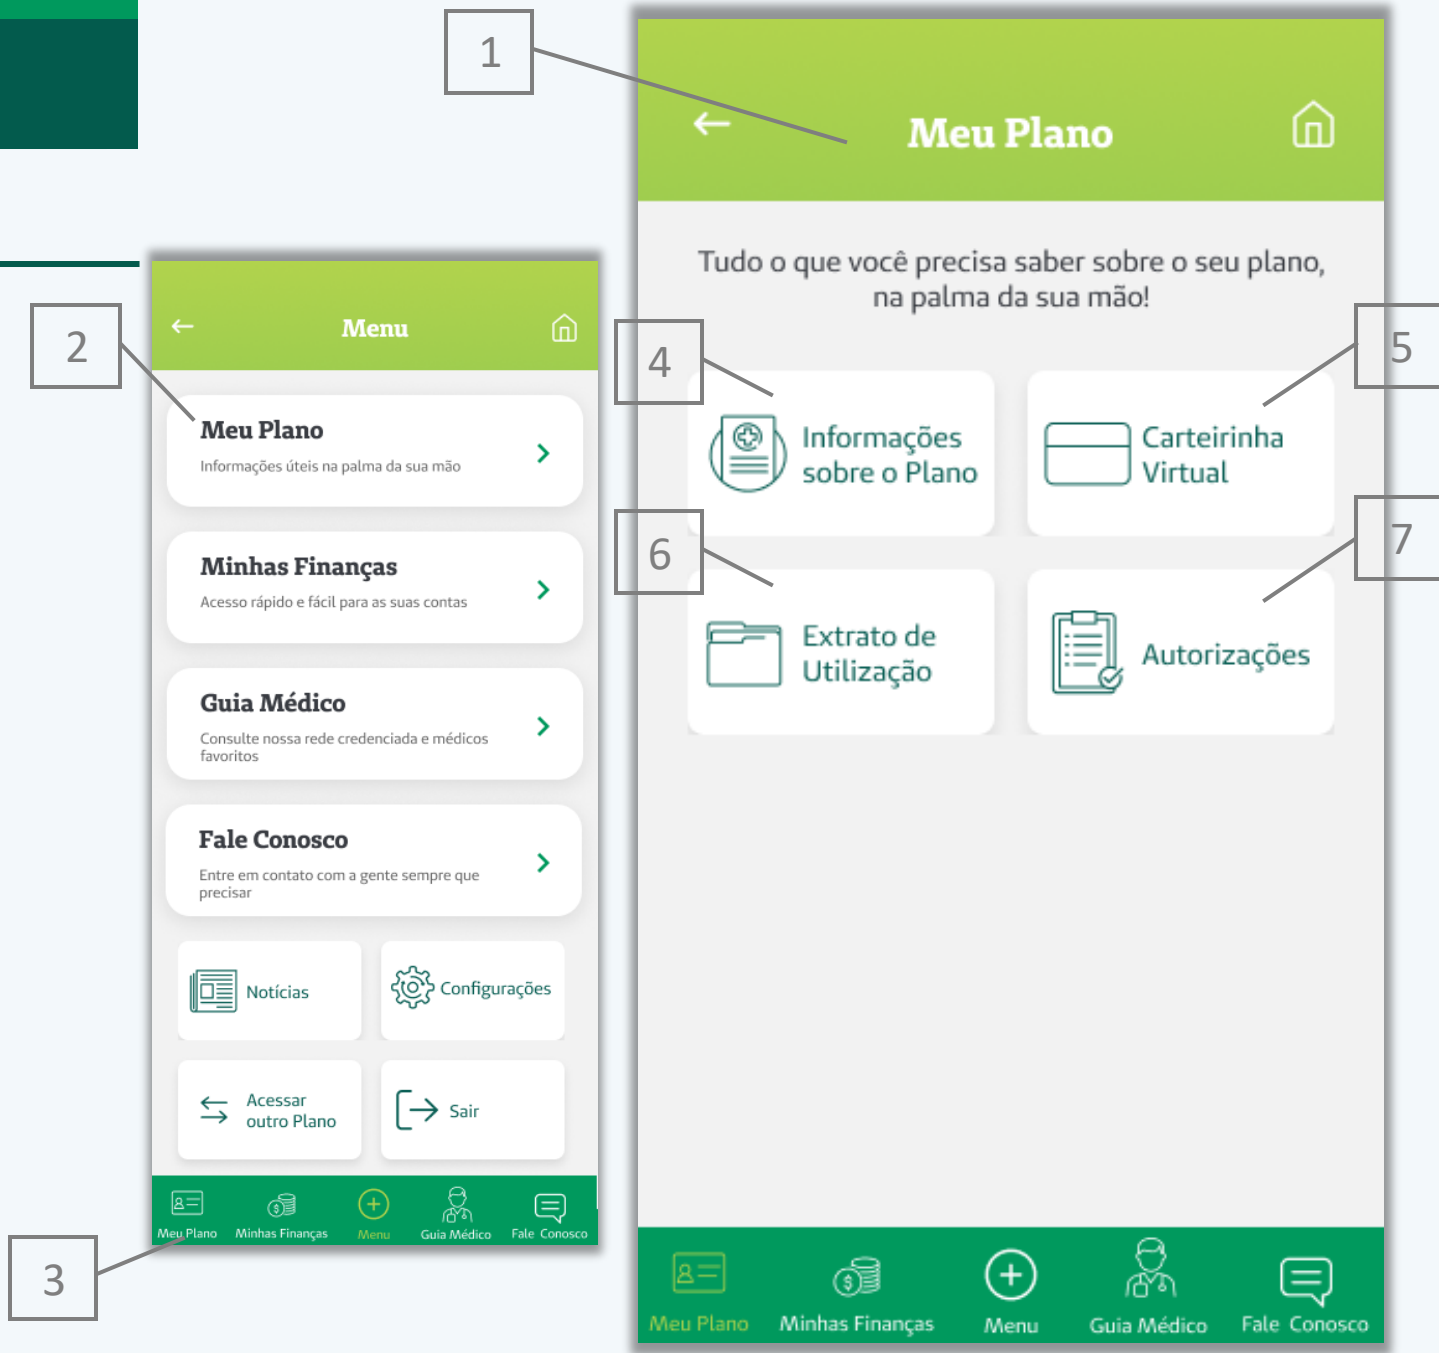 1
Meu Plano
Tudo o que você precisa saber sobre o seu plano,
na palma da sua mão!
2
Menu
Meu Plano
Informações úteis na palma da sua mão
Minhas Finanças
Acesso rápido e fácil para as suas contas
Guia Médico
Consulte nossa rede credenciada e médicos
favoritos
Fale Conosco
Entre em contato com a gente sempre que
precisar
Notícias
Configurações
Acessar
outro Plano
Sair
Meu Plano
Minhas Finanças
Menu
Guia Médico
Fale Conosco
3
4
Informações
sobre o Plano
5
Carteirinha
Virtual
6
Extrato de
Utilização
7
Autorizações
Meu Plano
Minhas Finanças
Menu
Guia Médico
Fale Conosco